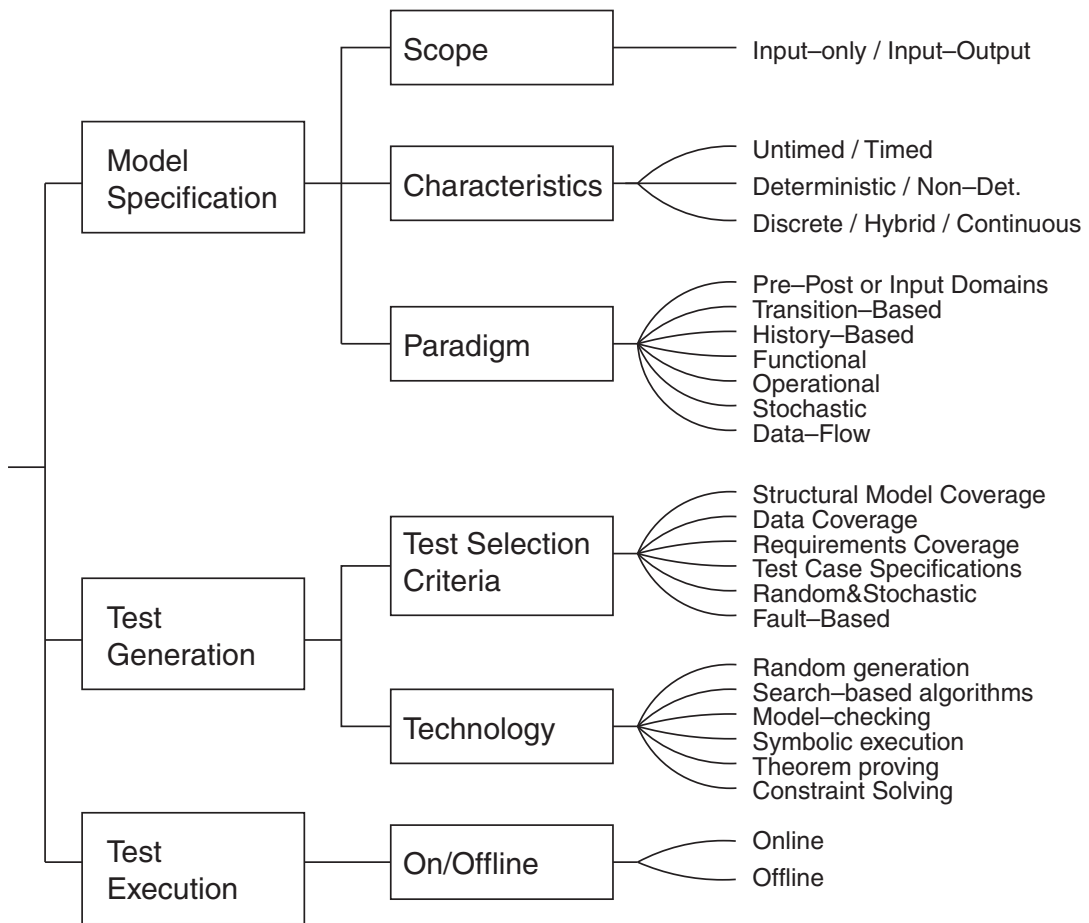 Scope
Input–only / Input–Output
Model
Specification
Characteristics
Untimed / Timed
Deterministic / Non–Det.
Discrete / Hybrid / Continuous
Paradigm
Pre–Post or Input Domains
Transition–Based
History–Based
Functional
Operational
Stochastic
Data–Flow
Test
Generation
Test Selection
Criteria
Structural Model Coverage
Data Coverage
Requirements Coverage
Test Case Specifications
Random&Stochastic
Fault–Based
Technology
Random generation
Search–based algorithms
Model–checking
Symbolic execution
Theorem proving
Constraint Solving
Test
Execution
On/Offline
Online
Offline